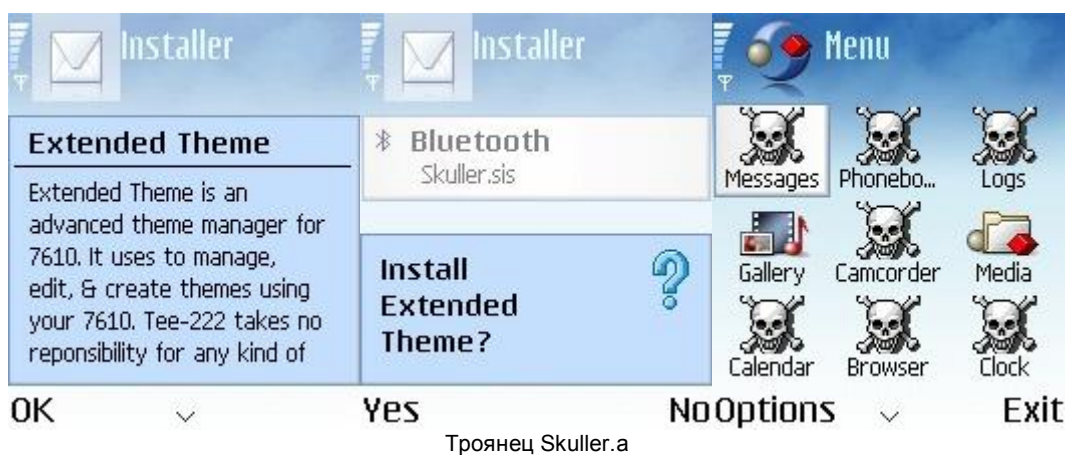 Installer
Extended Theme
Extended Theme is an
advanced theme manager for
7610. It uses to manage,
edit, & create themes using
your 7610. Tee-222 takes no
reponsibility for any kind of
OK
Installer
Bluetooth
Skuller.sis
Install
Extended
Theme?
Yes No
Menu
Messages Phonebo... Logs
Gallery Camcorder Media
Calendar Browser Clock
Options Exit
Троянец Skuller.a